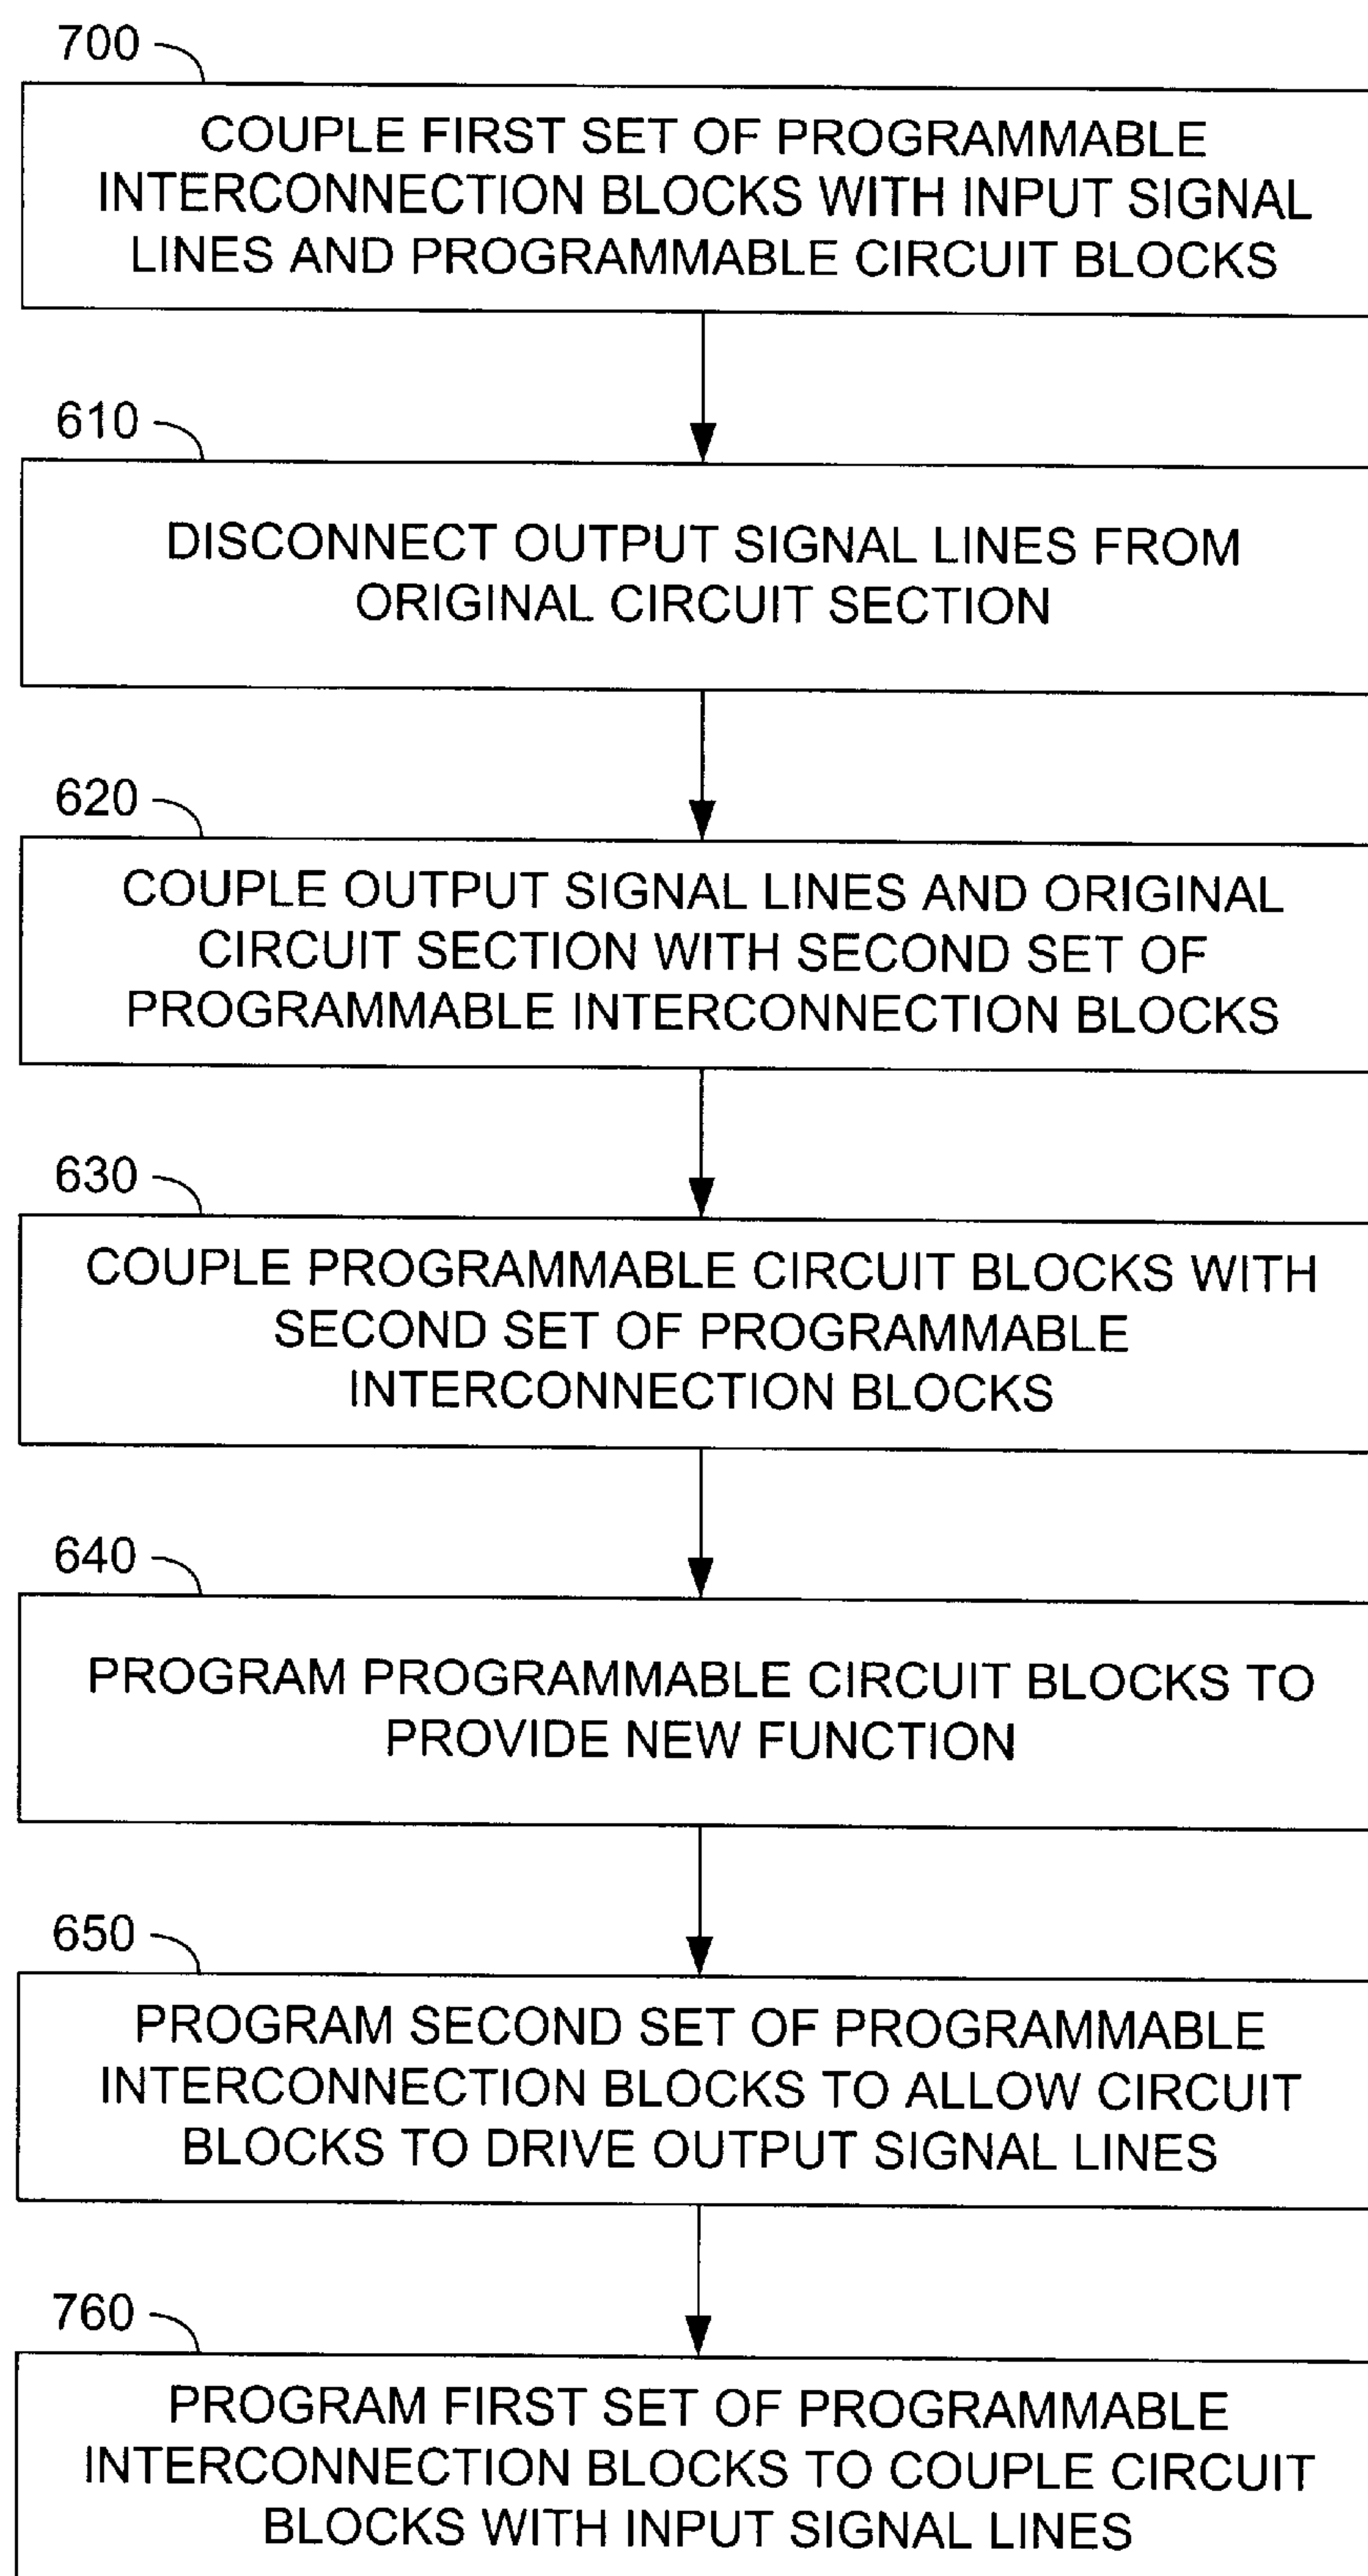 700
COUPLE FIRST SET OF PROGRAMMABLE
INTERCONNECTION BLOCKS WITH INPUT SIGNAL
LINES AND PROGRAMMABLE CIRCUIT BLOCKS
610
DISCONNECT OUTPUT SIGNAL LINES FROM
ORIGINAL CIRCUIT SECTION
620
COUPLE OUTPUT SIGNAL LINES AND ORIGINAL
CIRCUIT SECTION WITH SECOND SET OF
PROGRAMMABLE INTERCONNECTION BLOCKS
630
COUPLE PROGRAMMABLE CIRCUIT BLOCKS WITH
SECOND SET OF PROGRAMMABLE
INTERCONNECTION BLOCKS
640
PROGRAM PROGRAMMABLE CIRCUIT BLOCKS TO
PROVIDE NEW FUNCTION
650
PROGRAM SECOND SET OF PROGRAMMABLE
INTERCONNECTION BLOCKS TO ALLOW CIRCUIT
BLOCKS TO DRIVE OUTPUT SIGNAL LINES
760
PROGRAM FIRST SET OF PROGRAMMABLE
INTERCONNECTION BLOCKS TO COUPLE CIRCUIT
BLOCKS WITH INPUT SIGNAL LINES